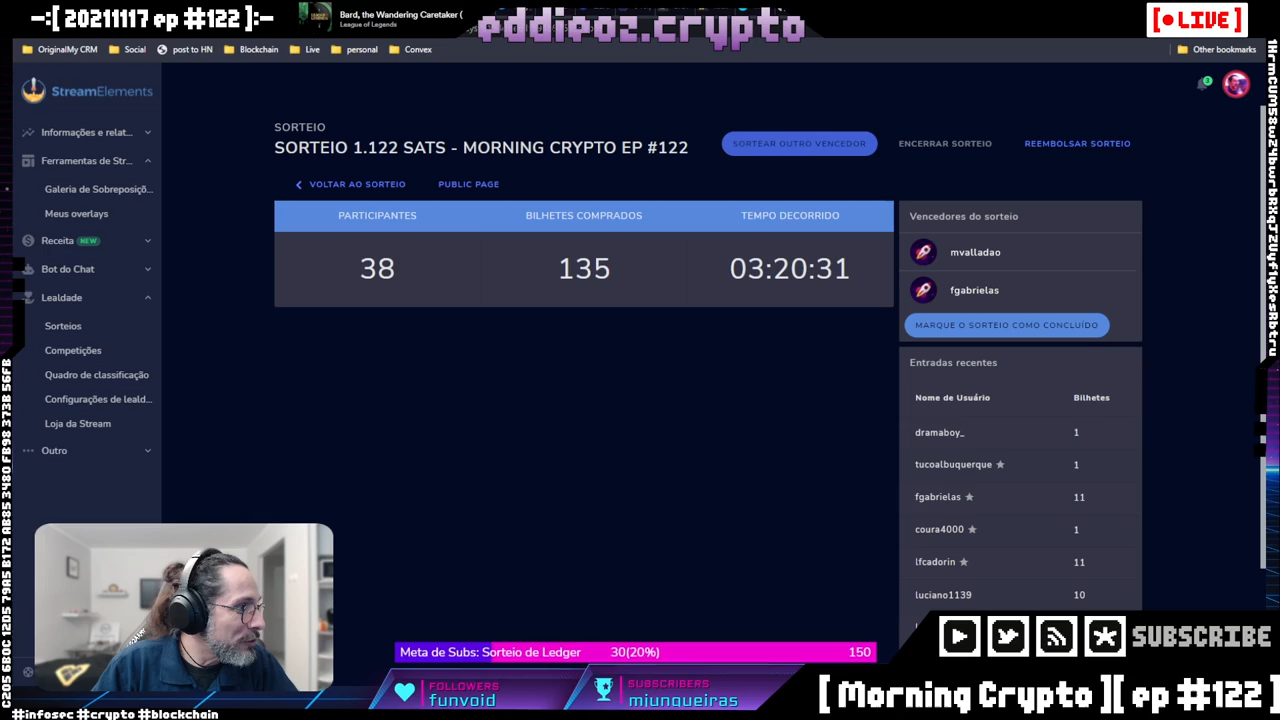 -:[ 20211117 ep #122 ]:-
Bard, the Wandering Caretaker (
League of Legends
eddieoz.crypto
[● LIVE]
OriginalMy CRM
Social
post to HN
Blockchain
Live
personal
Convex
Other bookmarks
StreamElements
3
Informações e relat...
Ferramentas de Str...
Galeria de Sobreposiçõ...
Meus overlays
Receita NEW
Bot do Chat
Lealdade
Sorteios
Competições
Quadro de classificação
Configurações de leald...
Loja da Stream
Outro
SORTEIO
SORTEIO 1.122 SATS - MORNING CRYPTO EP #122
SORTEAR OUTRO VENCEDOR
ENCERRAR SORTEIO
REEMBOLSAR SORTEIO
VOLTAR AO SORTEIO
PUBLIC PAGE
PARTICIPANTES
BILHETES COMPRADOS
TEMPO DECORRIDO
38
135
03:20:31
Vencedores do sorteio
mvalladao
fgabrielas
MARQUE O SORTEIO COMO CONCLUÍDO
Entradas recentes
Nome de Usuário Bilhetes
dramaboy_ 1
tucoalbuquerque 1
fgabrielas 11
coura4000 1
lfcadorin 11
luciano1139 10
Meta de Subs: Sorteio de Ledger 30(20%) 150
FOLLOWERS
funvoid
SUBSCRIBERS
mjunqueiras
SUBSCRIBE
[ Morning Crypto ][ ep #122 ]
#infosec #crypto #blockchain